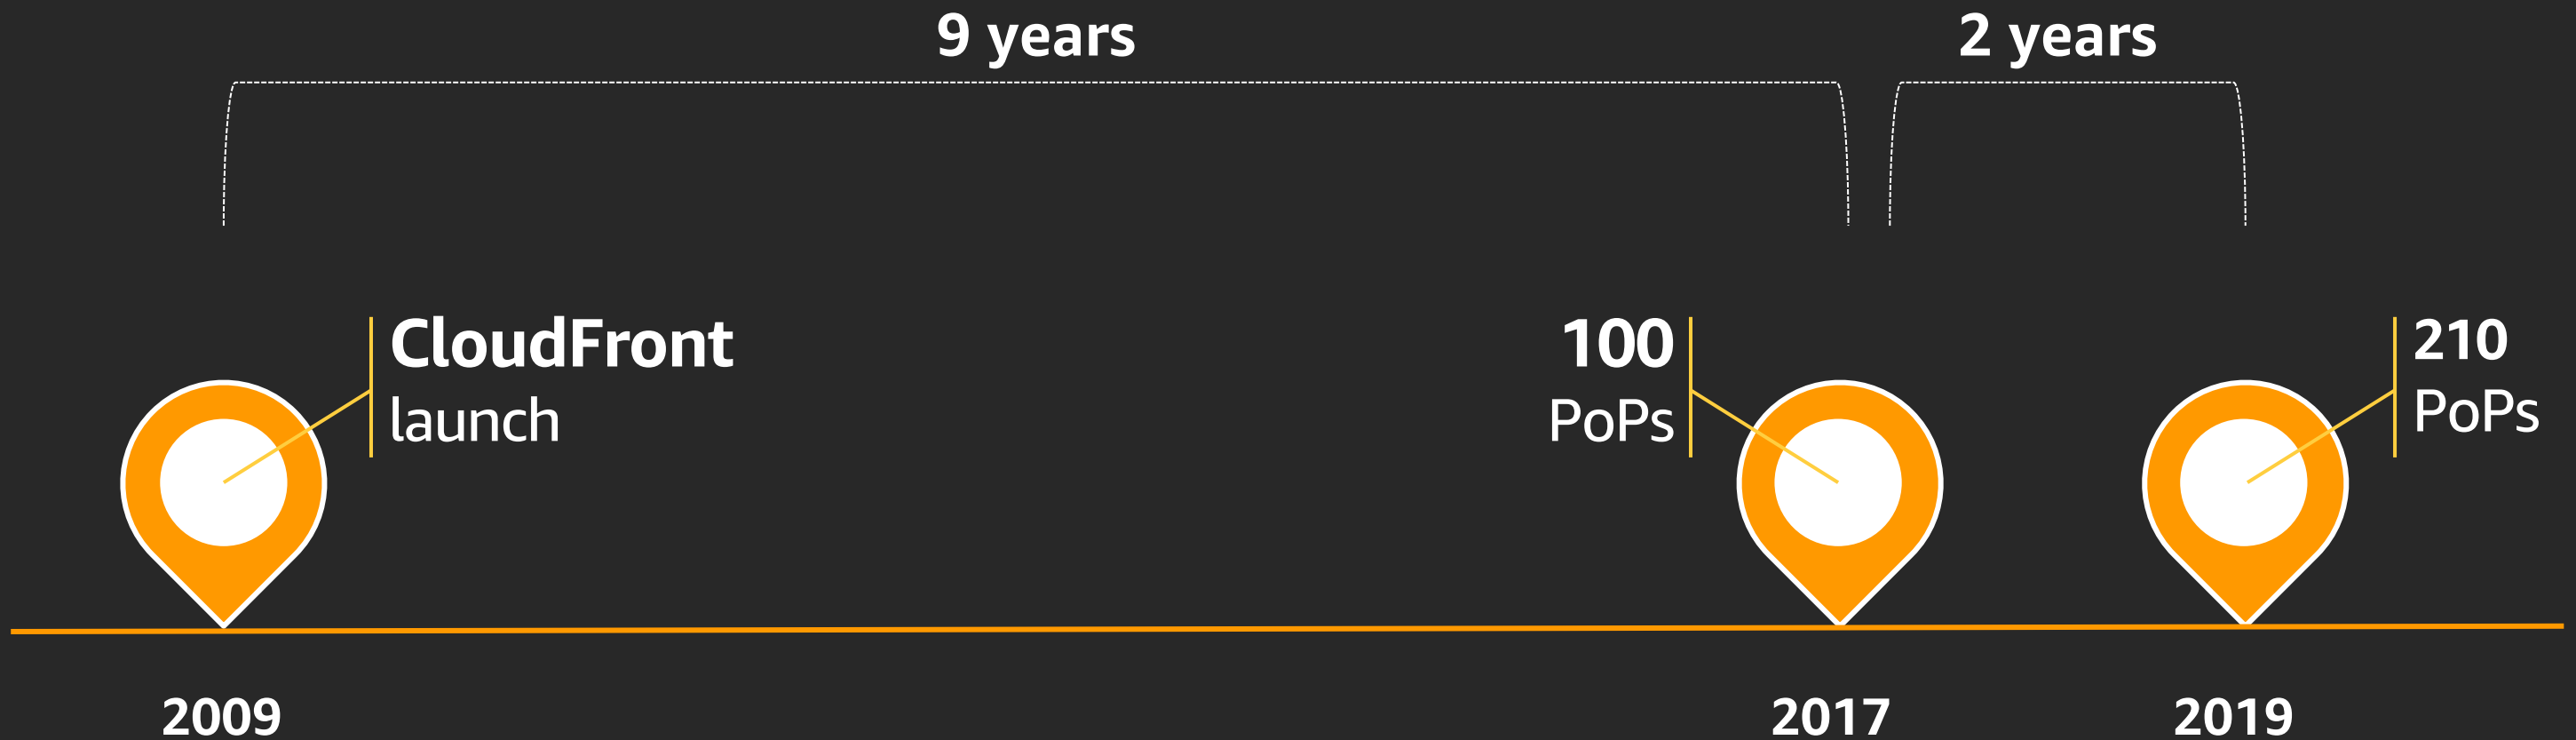 9 years
2 years
CloudFront
launch
100
PoPs
210
PoPs
2009
2017
2019